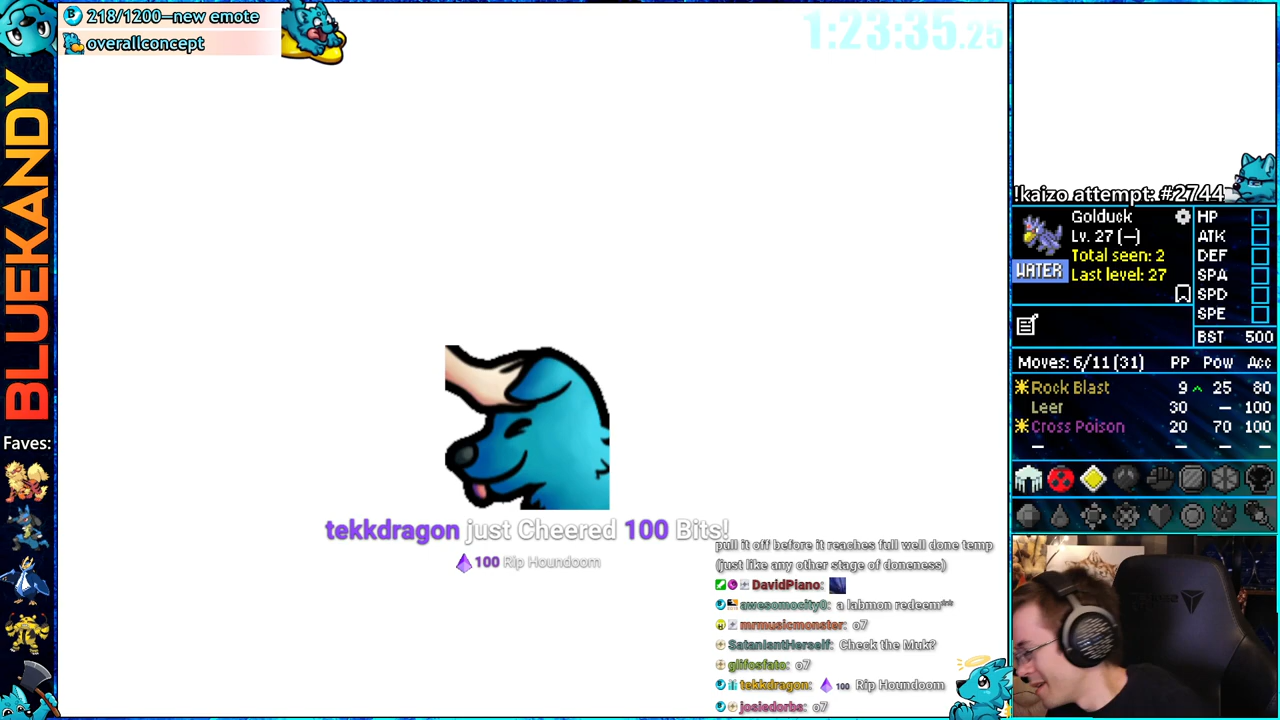 218/1200—new emote
overallconcept
1:23:35.25
BLUEKANDY
Faves:
tekkdragon just Cheered 100 Bits!
100 Rip Houndoom
pull it off before it reaches full well done temp
(just like any other stage of doneness)
DavidPiano:
awesomocity0: a labmon redeem
mrmusicmonster: o7
SatanIsntHerself: Check the Muk?
glifosfato: o7
tekkdragon: 100 Rip Houndoom
josiedorbs: o7
!kaizo attempt: #2744
Golduck
Lv. 27 (—)
Total seen: 2
Last level: 27
WATER
HP
ATK
DEF
SPA
SPD
SPE
BST 500
Moves: 6/11 (31) PP Pow Acc
Rock Blast 9 25 80
Leer 30 — 100
Cross Poison 20 70 100
— — — —